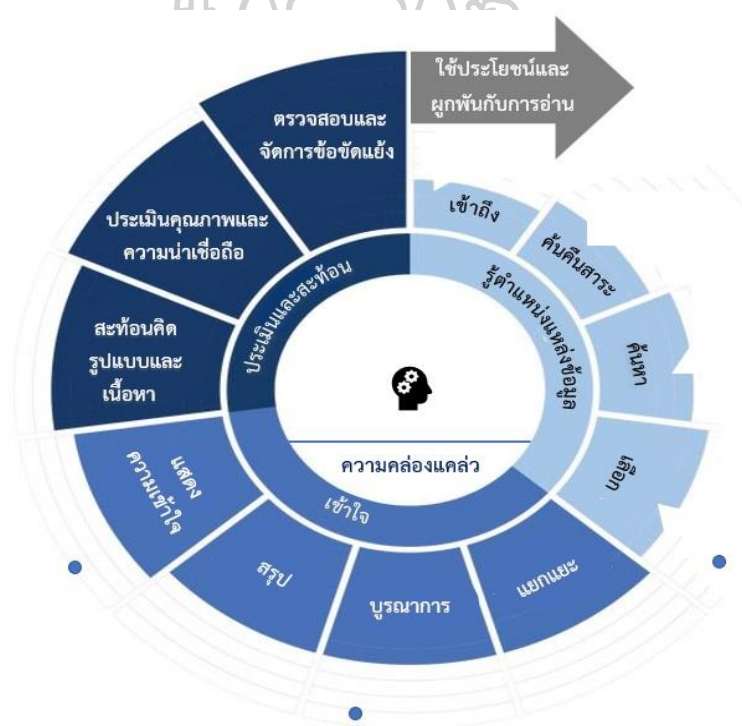 ใช้ประโยชน์และ
ผูกพันกับการอ่าน
ตรวจสอบและ
จัดการข้อขัดแย้ง
ประเมินคุณภาพและ
ความน่าเชื่อถือ
สะท้อนคิด
รูปแบบและ
เนื้อหา
แสดง
ความเข้าใจ
สรุป
บูรณาการ
แยกแยะ
เลือก
ค้นหา
ค้นคืนสาระ
เข้าถึง
ประเมินและสะท้อน
รู้ตำแหน่งแหล่งข้อมูล
เข้าใจ
ความคล่องแคล่ว